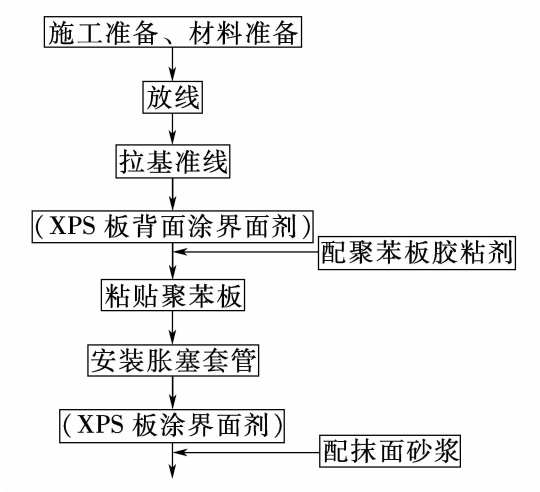 施工准备、材料准备
放线
拉基准线
(XPS 板背面涂界面剂)
配聚苯板胶粘剂
粘贴聚苯板
安装胀塞套管
(XPS 板涂界面剂)
配抹面砂浆